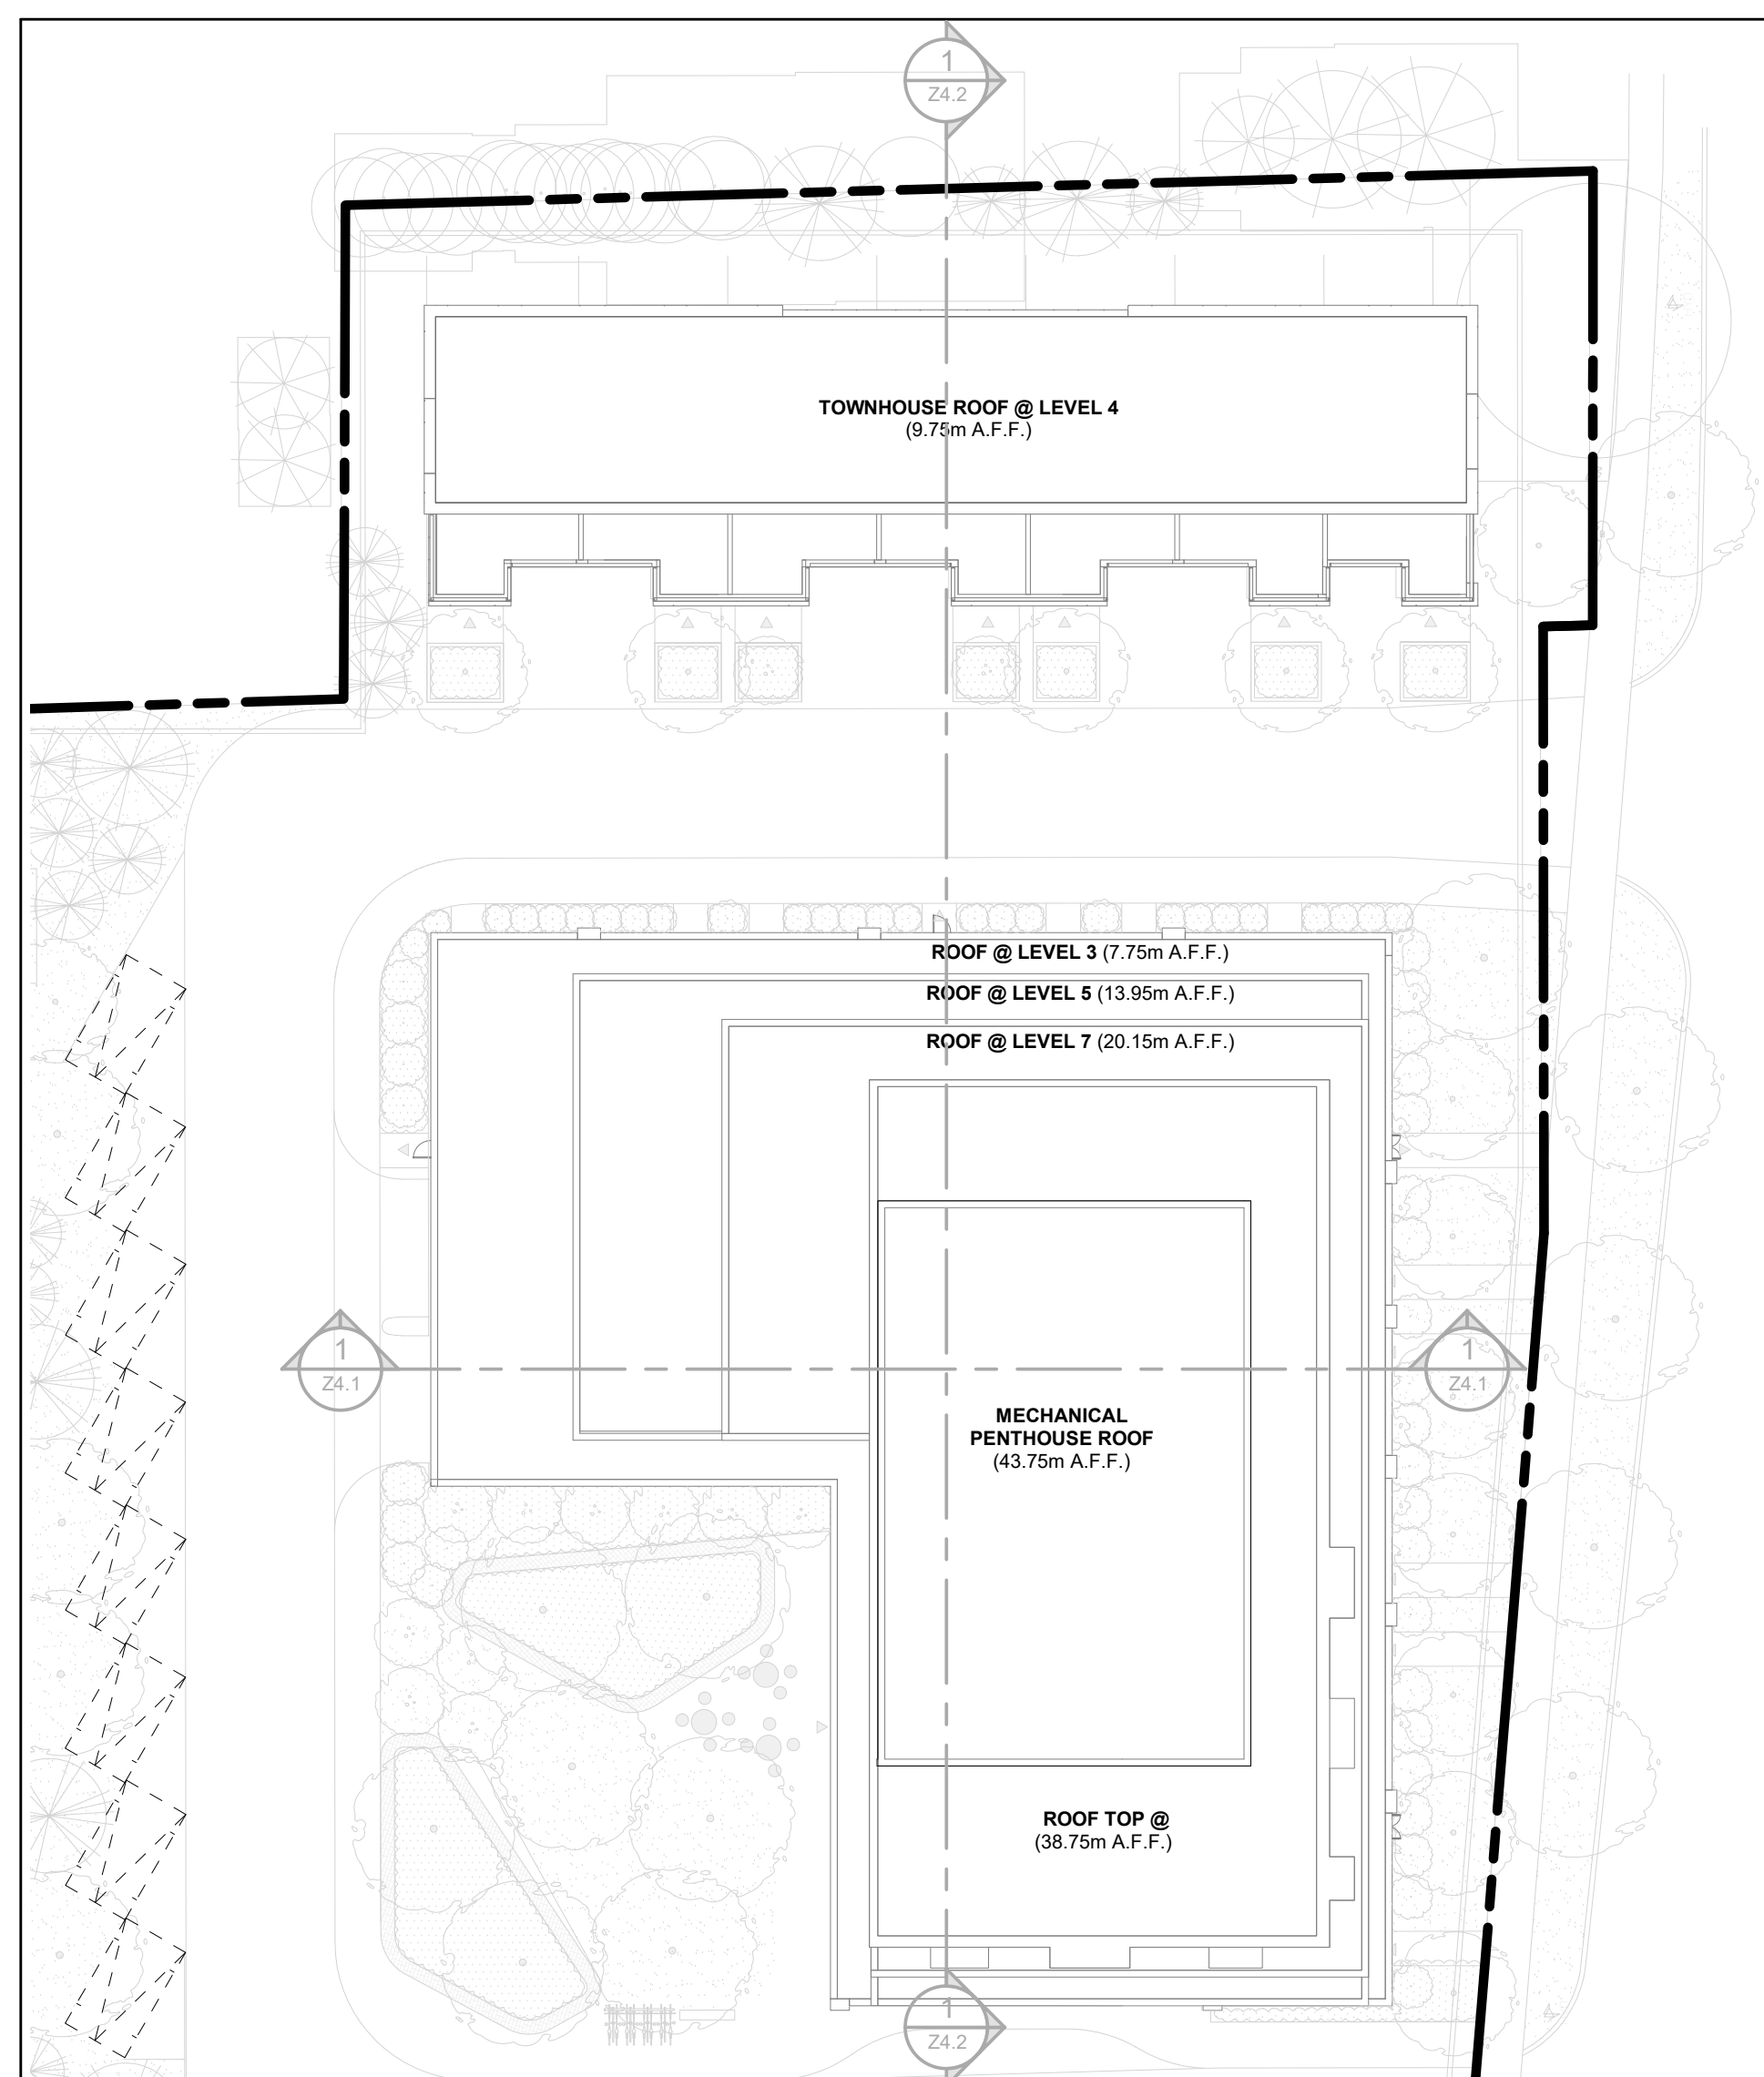 1
Z4.2
TOWNHOUSE ROOF @ LEVEL 4
(9.75m A.F.F.)
ROOF @ LEVEL 3 (7.75m A.F.F.)
ROOF @ LEVEL 5 (13.95m A.F.F.)
ROOF @ LEVEL 7 (20.15m A.F.F.)
1
Z4.1
1
Z4.1
MECHANICAL
PENTHOUSE ROOF
(43.75m A.F.F.)
ROOF TOP @
(38.75m A.F.F.)
1
Z4.2